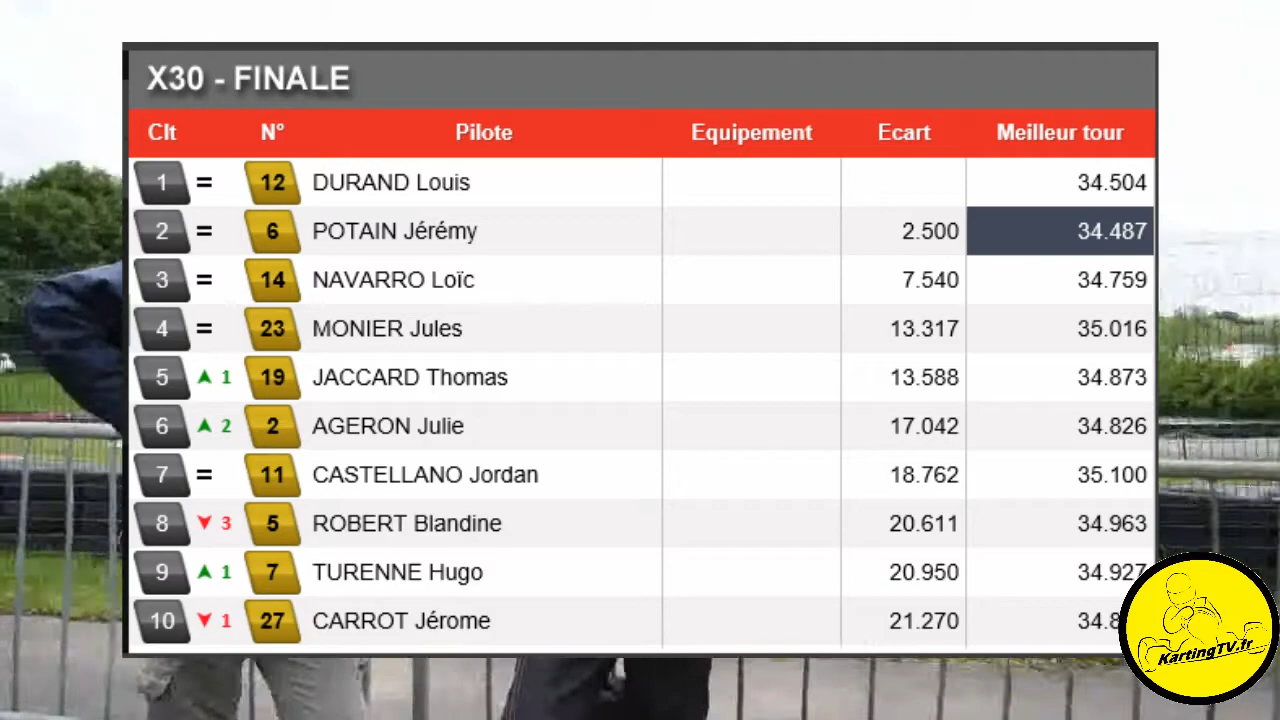 X30 - FINALE
Clt N° Pilote Equipement Ecart Meilleur tour
1 = 12 DURAND Louis 34.504
2 = 6 POTAIN Jérémy 2.500 34.487
3 = 14 NAVARRO Loïc 7.540 34.759
4 = 23 MONIER Jules 13.317 35.016
5 ▲ 1 19 JACCARD Thomas 13.588 34.873
6 ▲ 2 2 AGERON Julie 17.042 34.826
7 = 11 CASTELLANO Jordan 18.762 35.100
8 ▼ 3 5 ROBERT Blandine 20.611 34.963
9 ▲ 1 7 TURENNE Hugo 20.950 34.927
10 ▼ 1 27 CARROT Jérome 21.270
KartingTV.fr